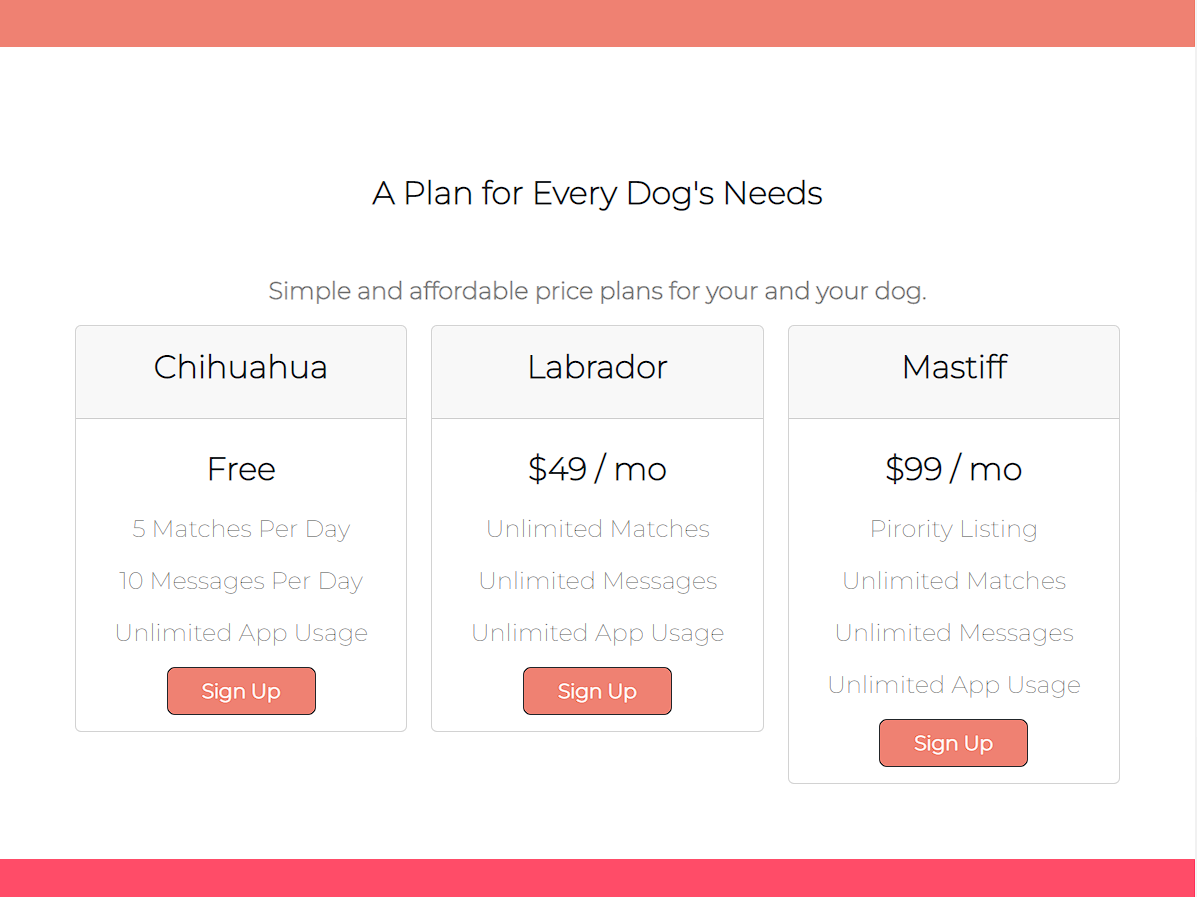 A Plan for Every Dog's Needs
Simple and affordable price plans for your and your dog.
Chihuahua
Free
5 Matches Per Day
10 Messages Per Day
Unlimited App Usage
Sign Up
Labrador
$49 / mo
Unlimited Matches
Unlimited Messages
Unlimited App Usage
Sign Up
Mastiff
$99 / mo
Pirority Listing
Unlimited Matches
Unlimited Messages
Unlimited App Usage
Sign Up